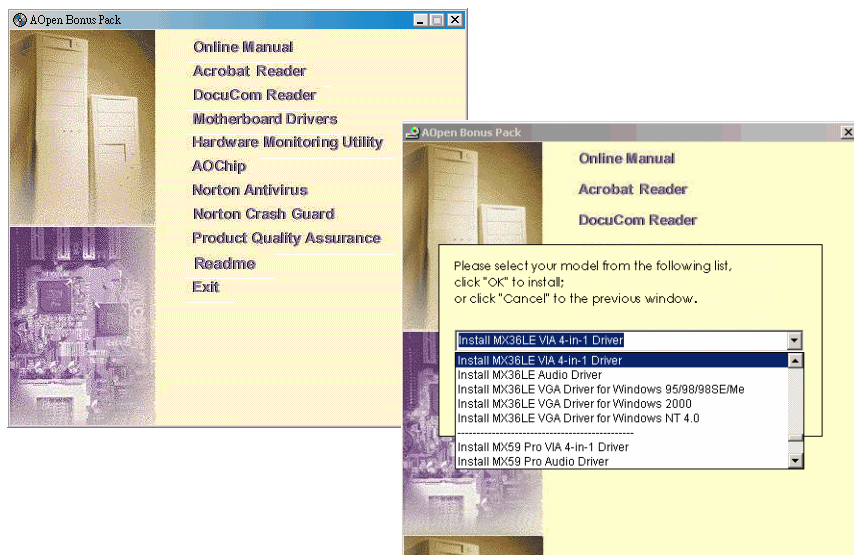 AOpen Bonus Pack
Online Manual
Acrobat Reader
DocuCom Reader
Motherboard Drivers
Hardware Monitoring Utility
AOChip
Norton Antivirus
Norton Crash Guard
Product Quality Assurance
Readme
Exit
AOpen Bonus Pack
Online Manual
Acrobat Reader
DocuCom Reader
Please select your model from the following list,
click "OK" to install;
or click "Cancel" to the previous window.
Install MX36LE VIA 4-in-1 Driver
Install MX36LE VIA 4-in-1 Driver
Install MX36LE Audio Driver
Install MX36LE VGA Driver for Windows 95/98/98SE/Me
Install MX36LE VGA Driver for Windows 2000
Install MX36LE VGA Driver for Windows NT 4.0
--------------------------------------------
Install MX59 Pro VIA 4-in-1 Driver
Install MX59 Pro Audio Driver